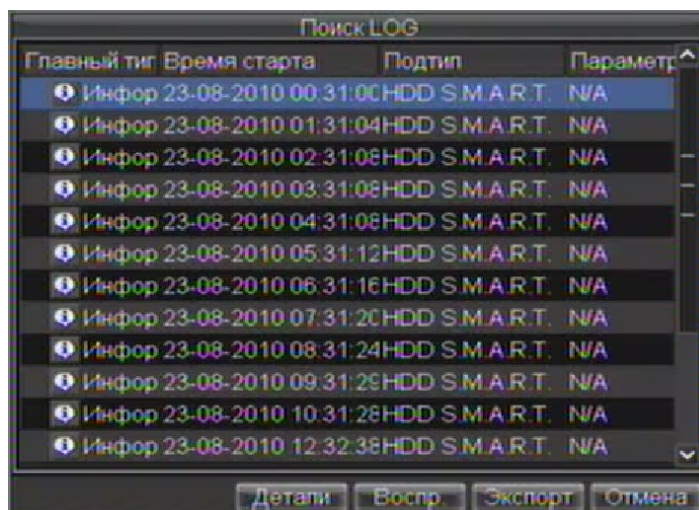 Поиск LOG
Главный тип Время старта Подтип Параметр
Инфор 23-08-2010 00:31:00 HDD S.M.A.R.T. N/A
Инфор 23-08-2010 01:31:04 HDD S.M.A.R.T. N/A
Инфор 23-08-2010 02:31:08 HDD S.M.A.R.T. N/A
Инфор 23-08-2010 03:31:08 HDD S.M.A.R.T. N/A
Инфор 23-08-2010 04:31:08 HDD S.M.A.R.T. N/A
Инфор 23-08-2010 05:31:12 HDD S.M.A.R.T. N/A
Инфор 23-08-2010 06:31:16 HDD S.M.A.R.T. N/A
Инфор 23-08-2010 07:31:20 HDD S.M.A.R.T. N/A
Инфор 23-08-2010 08:31:24 HDD S.M.A.R.T. N/A
Инфор 23-08-2010 09:31:29 HDD S.M.A.R.T. N/A
Инфор 23-08-2010 10:31:28 HDD S.M.A.R.T. N/A
Инфор 23-08-2010 12:32:38 HDD S.M.A.R.T. N/A
Детали Воспр. Экспорт Отмена